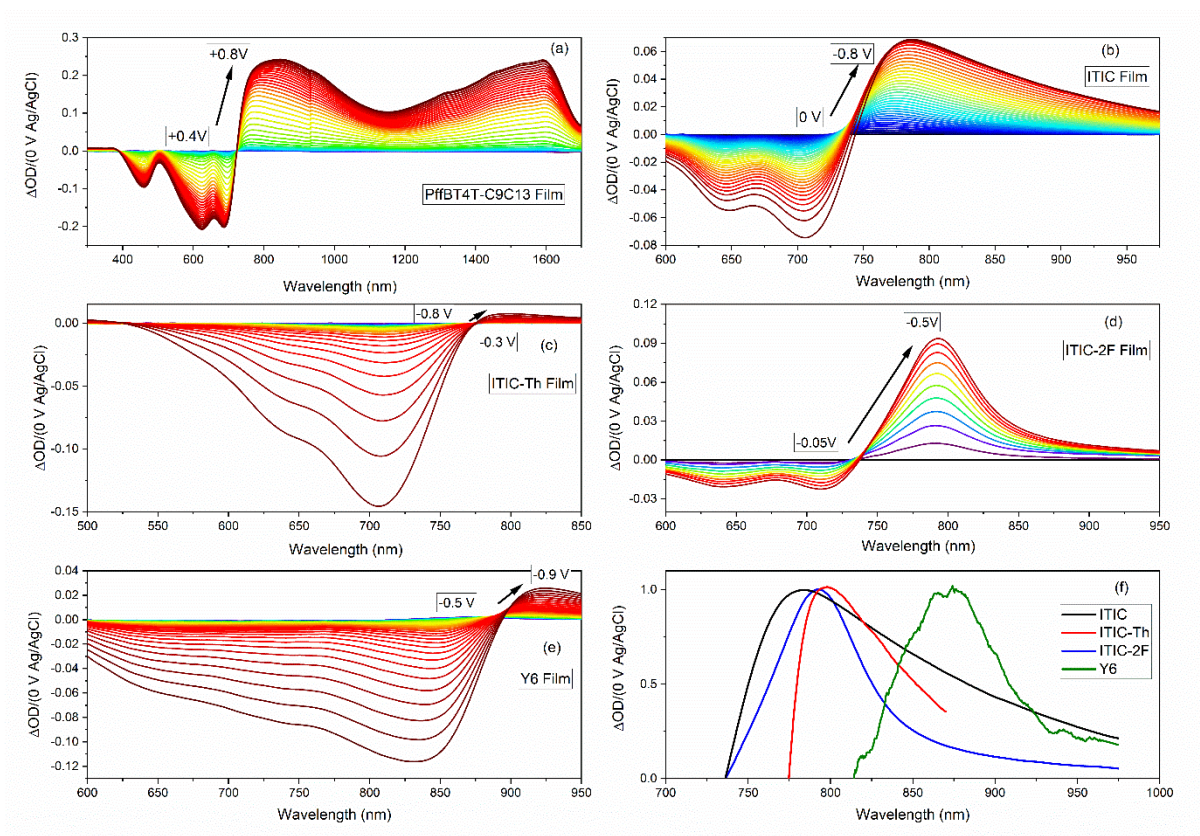 (a)
+0.8V
+0.4V
PffBT4T-C9C13 Film
ΔOD/(0 V Ag/AgCl)
0.3
0.2
0.1
0.0
-0.1
-0.2
400 600 800 1000 1200 1400 1600
Wavelength (nm)
(b)
-0.8 V
ITIC Film
0 V
ΔOD/(0 V Ag/AgCl)
0.06
0.04
0.02
0.00
-0.02
-0.04
-0.06
-0.08
600 650 700 750 800 850 900 950
Wavelength (nm)
-0.8 V
-0.3 V
(c)
ITIC-Th Film
ΔOD/(0 V Ag/AgCl)
0.00
-0.05
-0.10
-0.15
500 550 600 650 700 750 800 850
Wavelength (nm)
-0.5V
(d)
ITIC-2F Film
-0.05V
ΔOD/(0 V Ag/AgCl)
0.12
0.09
0.06
0.03
0.00
-0.03
600 650 700 750 800 850 900 950
Wavelength (nm)
-0.9 V
-0.5 V
(e)
Y6 Film
ΔOD/(0 V Ag/AgCl)
0.04
0.02
0.00
-0.02
-0.04
-0.06
-0.08
-0.10
-0.12
600 650 700 750 800 850 900 950
Wavelength (nm)
(f)
ITIC
ITIC-Th
ITIC-2F
Y6
ΔOD/(0 V Ag/AgCl)
1.0
0.5
0.0
700 750 800 850 900 950 1000
Wavelength (nm)